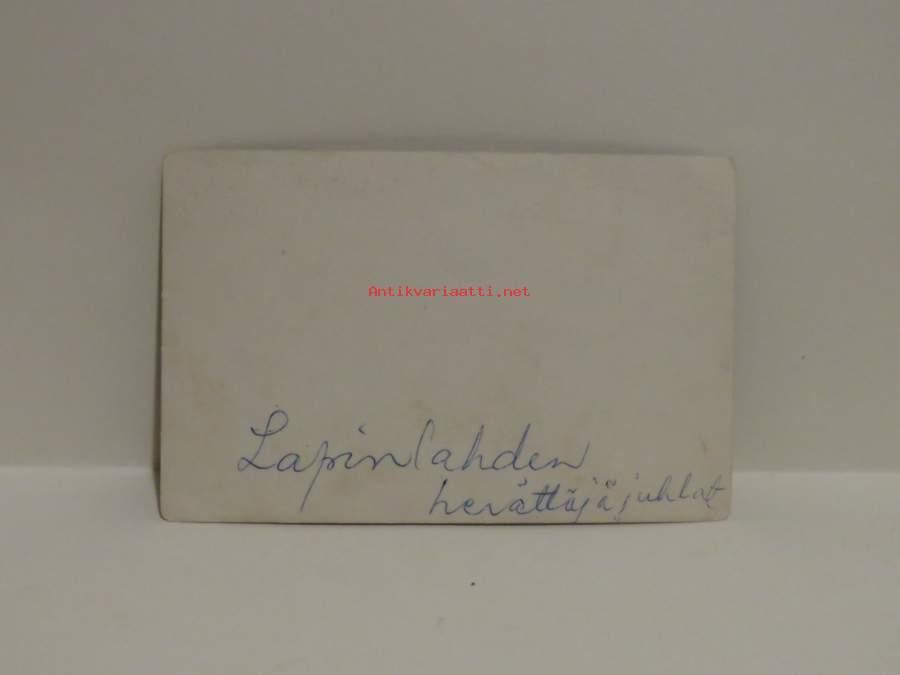 Antikvariaatti.net
Lapinlahden
herättäjäjuhlat